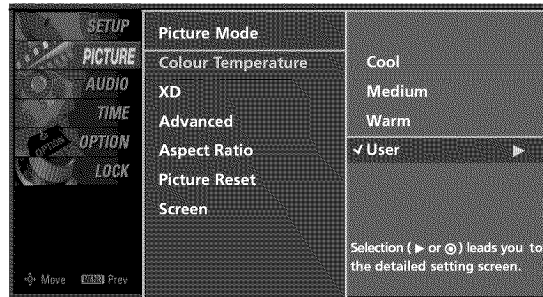 SETUP
PICTURE
AUDIO
TIME
OPTION
LOCK
Move MENU Prev
Picture Mode
Colour Temperature
XD
Advanced
Aspect Ratio
Picture Reset
Screen
Cool
Medium
Warm
✓ User ▶
Selection ( ▶ or ◉ ) leads you to
the detailed setting screen.